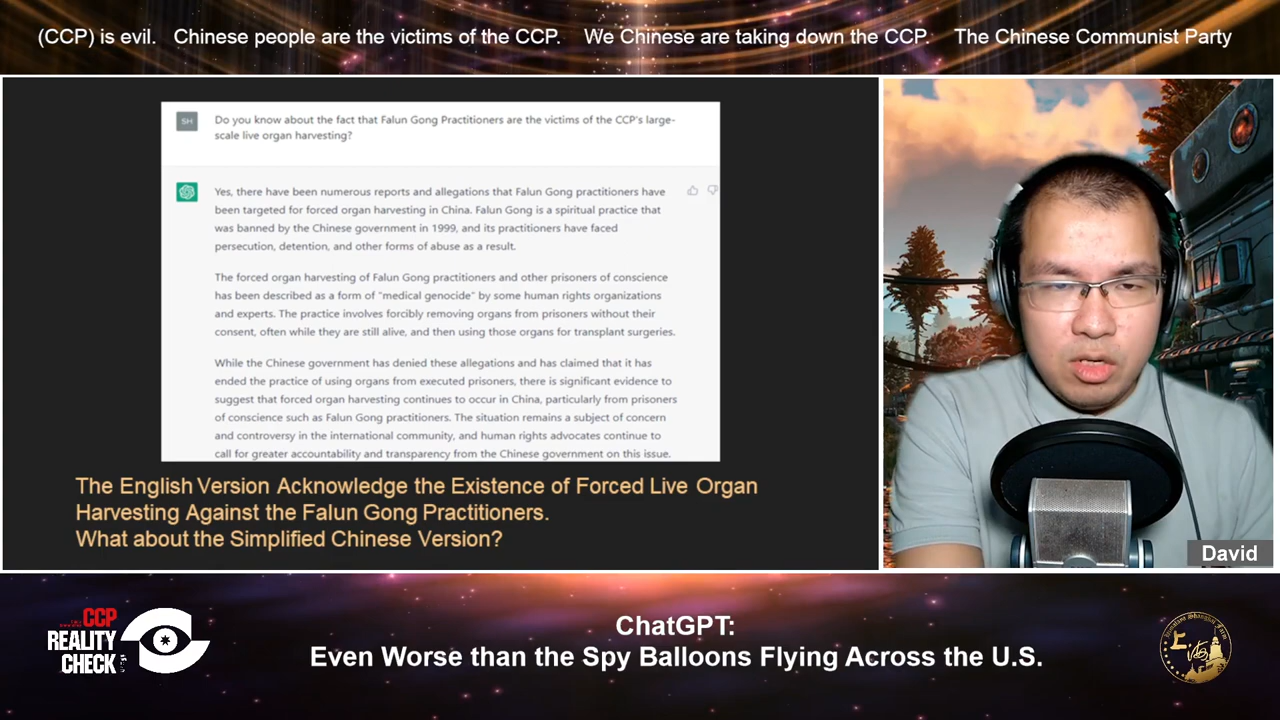 (CCP) is evil. Chinese people are the victims of the CCP. We Chinese are taking down the CCP. The Chinese Communist Party
SH
Do you know about the fact that Falun Gong Practitioners are the victims of the CCP's large-
scale live organ harvesting?
Yes, there have been numerous reports and allegations that Falun Gong practitioners have
been targeted for forced organ harvesting in China. Falun Gong is a spiritual practice that
was banned by the Chinese government in 1999, and its practitioners have faced
persecution, detention, and other forms of abuse as a result.
The forced organ harvesting of Falun Gong practitioners and other prisoners of conscience
has been described as a form of "medical genocide" by some human rights organizations
and experts. The practice involves forcibly removing organs from prisoners without their
consent, often while they are still alive, and then using those organs for transplant surgeries.
While the Chinese government has denied these allegations and has claimed that it has
ended the practice of using organs from executed prisoners, there is significant evidence to
suggest that forced organ harvesting continues to occur in China, particularly from prisoners
of conscience such as Falun Gong practitioners. The situation remains a subject of concern
and controversy in the international community, and human rights advocates continue to
call for greater accountability and transparency from the Chinese government on this issue.
The English Version Acknowledge the Existence of Forced Live Organ
Harvesting Against the Falun Gong Practitioners.
What about the Simplified Chinese Version?
David
CCP
REALITY
CHECK
ChatGPT:
Even Worse than the Spy Balloons Flying Across the U.S.